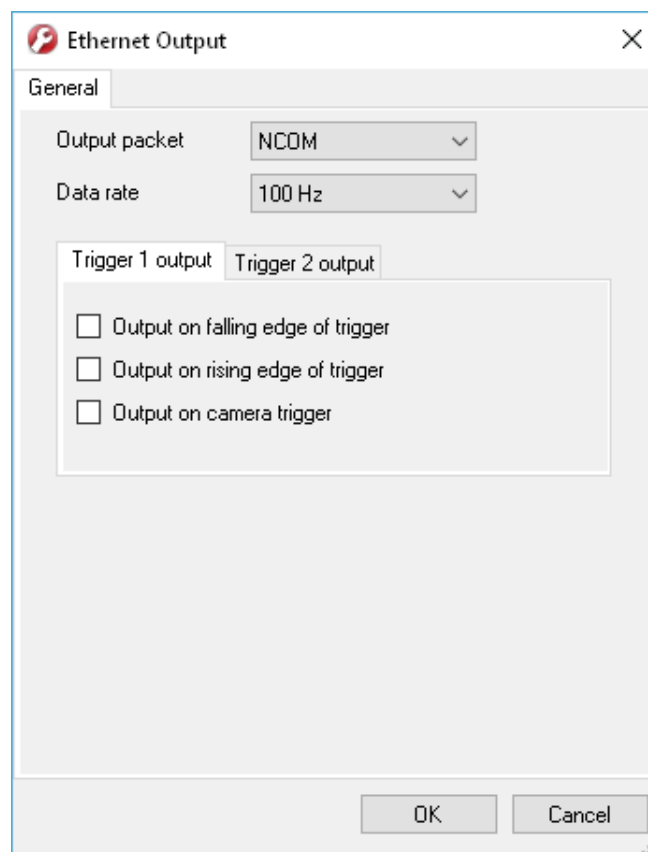 Ethernet Output
General
Output packet NCOM
Data rate 100 Hz
Trigger 1 output Trigger 2 output
Output on falling edge of trigger
Output on rising edge of trigger
Output on camera trigger
OK Cancel